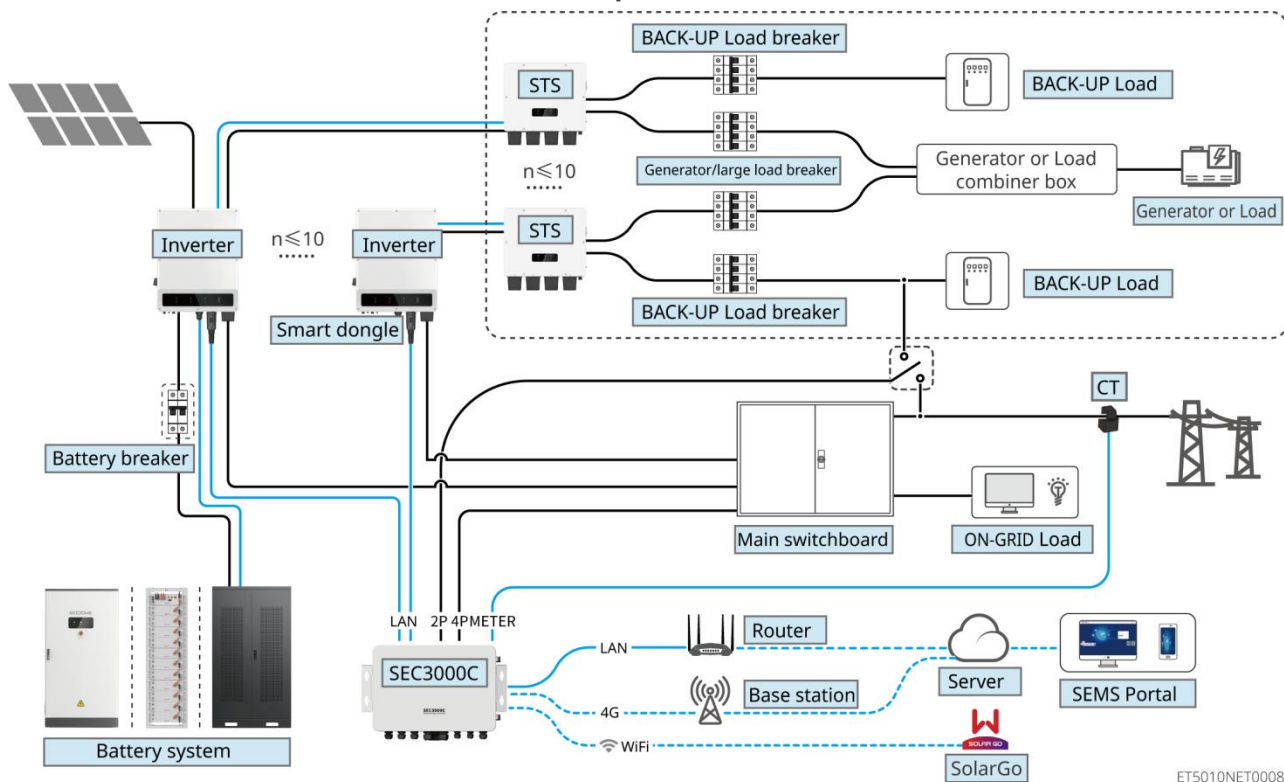 BACK-UP Load breaker
STS
BACK-UP Load
n≤10
Generator/large load breaker
Generator or Load
combiner box
Generator or Load
Inverter
n≤10
Inverter
STS
BACK-UP Load
Smart dongle
BACK-UP Load breaker
CT
Battery breaker
Main switchboard
ON-GRID Load
LAN
2P
4P
METER
SEC3000C
LAN
Router
Server
SEMS Portal
4G
Base station
WiFi
SOLAR GO
SolarGo
Battery system
ET5010NET0008